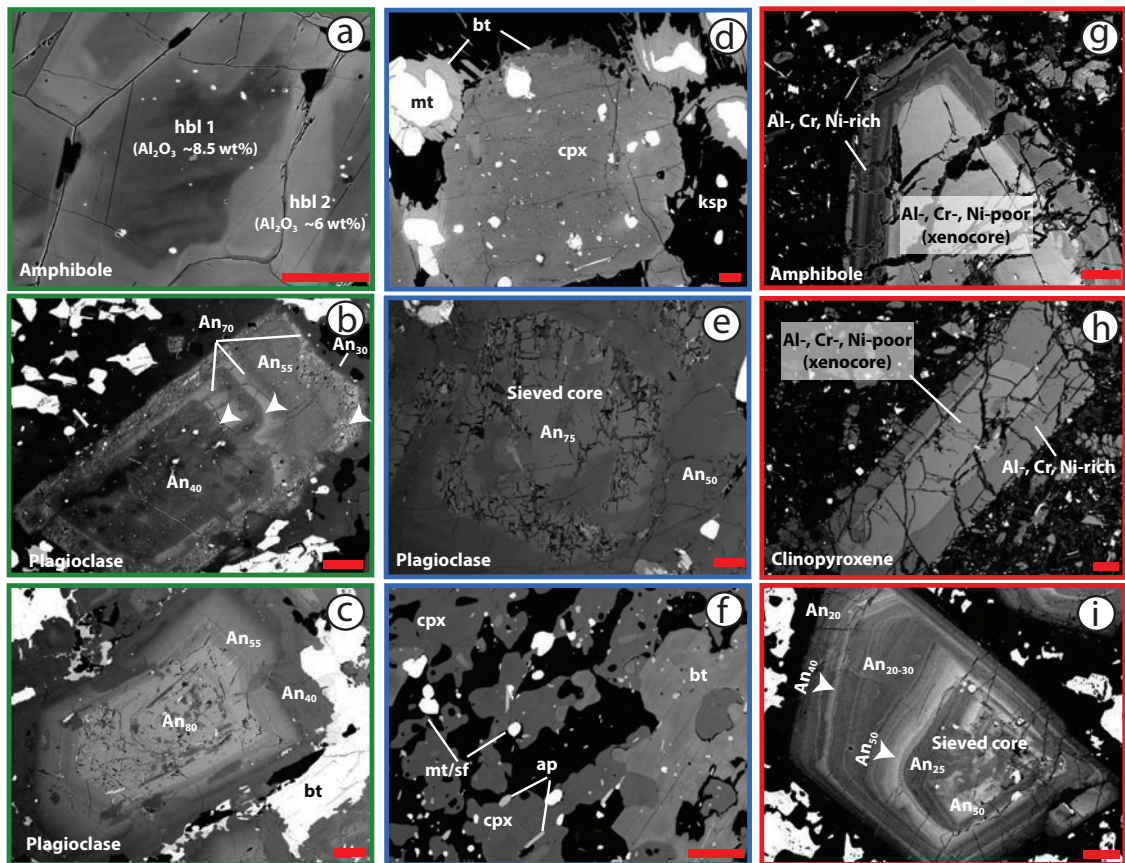 a
hbl 1
(Al₂O₃ ~8.5 wt%)
hbl 2
(Al₂O₃ ~6 wt%)
Amphibole
b
An₇₀
An₅₅
An₃₀
An₄₀
Plagioclase
c
An₅₅
An₄₀
An₈₀
bt
Plagioclase
d
bt
mt
cpx
ksp
e
Sieved core
An₇₅
An₅₀
Plagioclase
f
cpx
bt
mt/sf
ap
cpx
g
Al-, Cr, Ni-rich
Al-, Cr-, Ni-poor
(xenocore)
Amphibole
h
Al-, Cr-, Ni-poor
(xenocore)
Al-, Cr, Ni-rich
Clinopyroxene
i
An₂₀
An₄₀
An₂₀₋₃₀
An₅₀
Sieved core
An₂₅
An₅₀